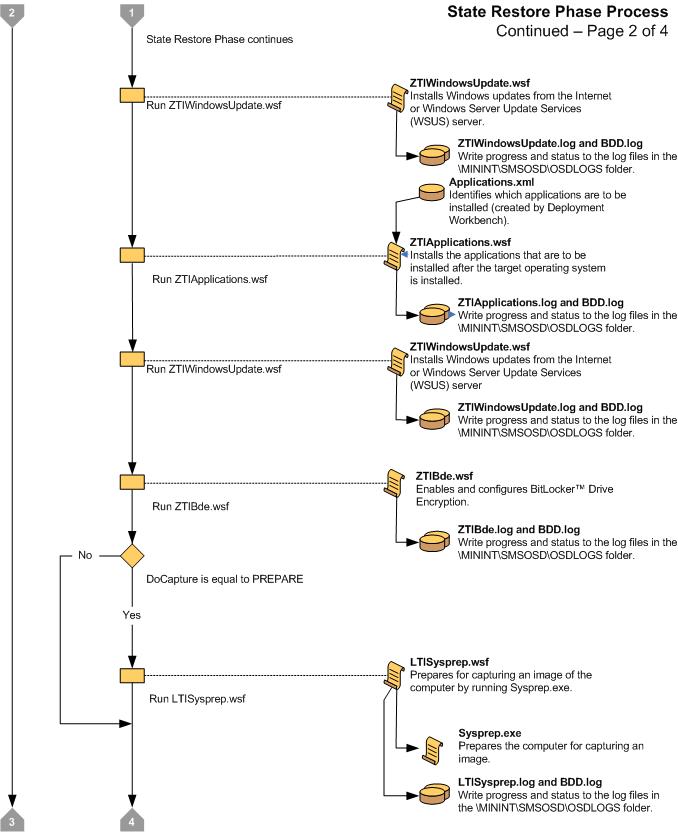 2
1
State Restore Phase Process
Continued – Page 2 of 4
State Restore Phase continues
ZTIWindowsUpdate.wsf
Installs Windows updates from the Internet
or Windows Server Update Services
(WSUS) server.
Run ZTIWindowsUpdate.wsf
ZTIWindowsUpdate.log and BDD.log
Write progress and status to the log files in the
\MININT\SMSOSD\OSDLOGS folder.
Applications.xml
Identifies which applications are to be
installed (created by Deployment
Workbench).
ZTIApplications.wsf
Installs the applications that are to be
installed after the target operating system
is installed.
Run ZTIApplications.wsf
ZTIApplications.log and BDD.log
Write progress and status to the log files in the
\MININT\SMSOSD\OSDLOGS folder.
ZTIWindowsUpdate.wsf
Installs Windows updates from the Internet
or Windows Server Update Services
(WSUS) server
Run ZTIWindowsUpdate.wsf
ZTIWindowsUpdate.log and BDD.log
Write progress and status to the log files in the
\MININT\SMSOSD\OSDLOGS folder.
ZTIBde.wsf
Enables and configures BitLocker™ Drive
Encryption.
Run ZTIBde.wsf
ZTIBde.log and BDD.log
Write progress and status to the log files in the
\MININT\SMSOSD\OSDLOGS folder.
No
DoCapture is equal to PREPARE
Yes
LTISysprep.wsf
Prepares for capturing an image of the
computer by running Sysprep.exe.
Run LTISysprep.wsf
Sysprep.exe
Prepares the computer for capturing an
image.
LTISysprep.log and BDD.log
Write progress and status to the log files in
the \MININT\SMSOSD\OSDLOGS folder.
3
4